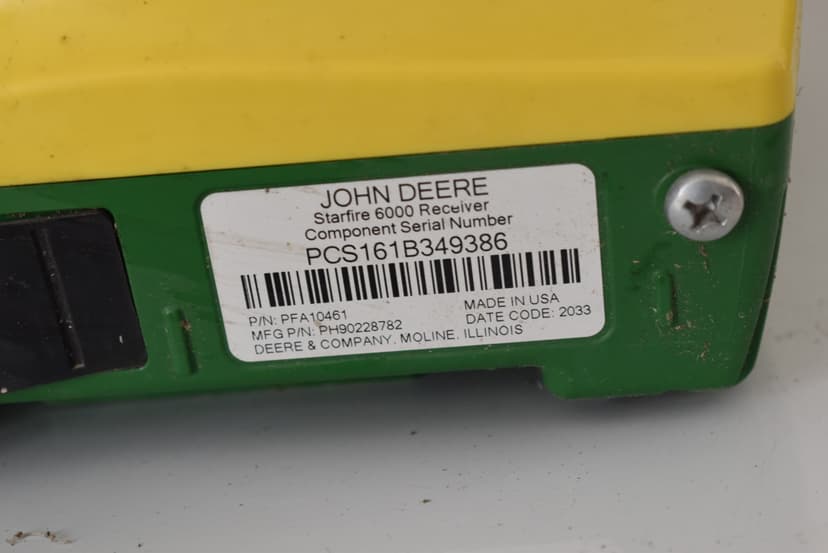 JOHN DEERE
Starfire 6000 Receiver
Component Serial Number
PCS161B349386
P/N: PFA10461
MADE IN USA
MFG P/N: PH90228782
DATE CODE: 2033
DEERE & COMPANY, MOLINE, ILLINOIS